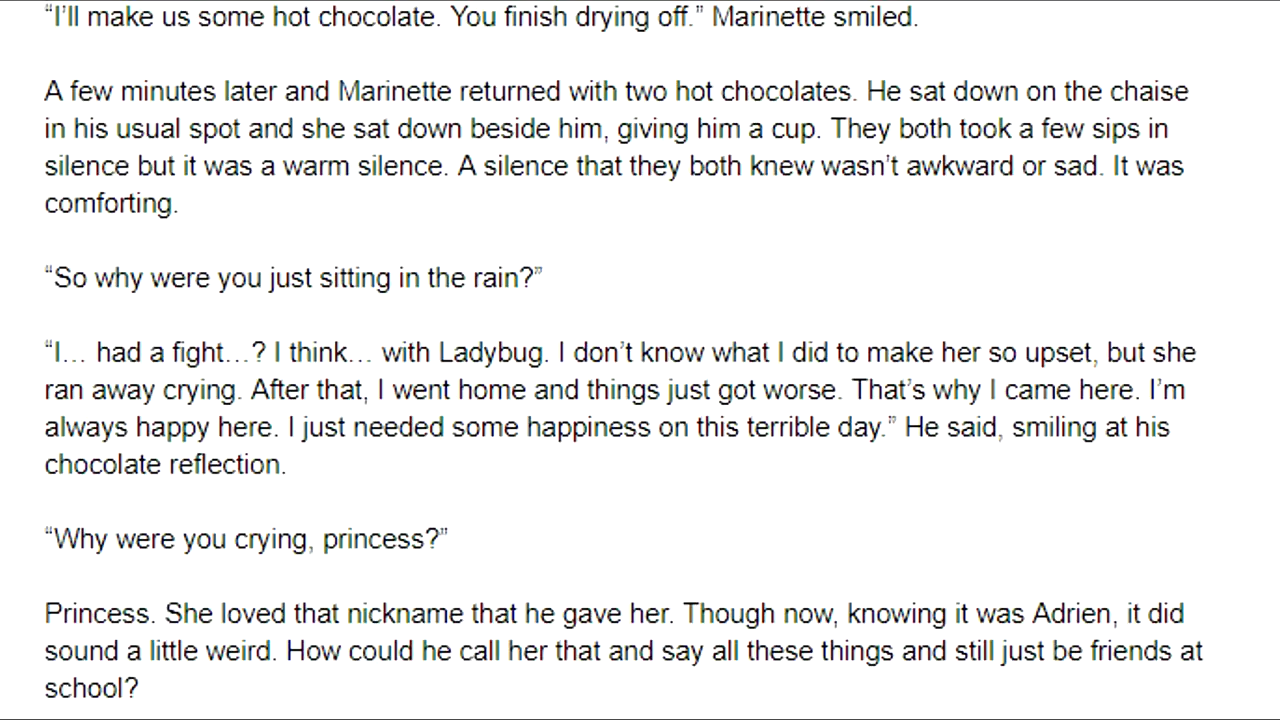 “I’ll make us some hot chocolate. You finish drying off.” Marinette smiled.
A few minutes later and Marinette returned with two hot chocolates. He sat down on the chaise
in his usual spot and she sat down beside him, giving him a cup. They both took a few sips in
silence but it was a warm silence. A silence that they both knew wasn’t awkward or sad. It was
comforting.
“So why were you just sitting in the rain?”
“I… had a fight…? I think… with Ladybug. I don’t know what I did to make her so upset, but she
ran away crying. After that, I went home and things just got worse. That’s why I came here. I’m
always happy here. I just needed some happiness on this terrible day.” He said, smiling at his
chocolate reflection.
“Why were you crying, princess?”
Princess. She loved that nickname that he gave her. Though now, knowing it was Adrien, it did
sound a little weird. How could he call her that and say all these things and still just be friends at
school?